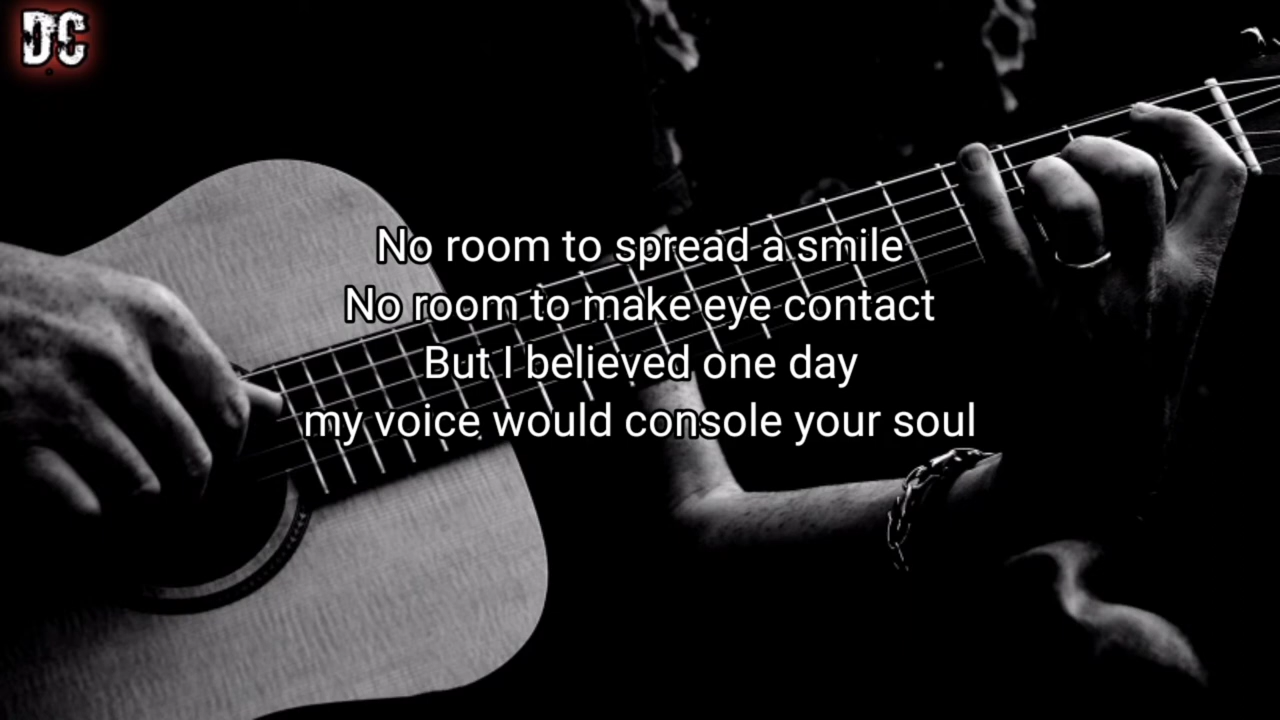 DC
No room to spread a smile
No room to make eye contact
But I believed one day
my voice would console your soul